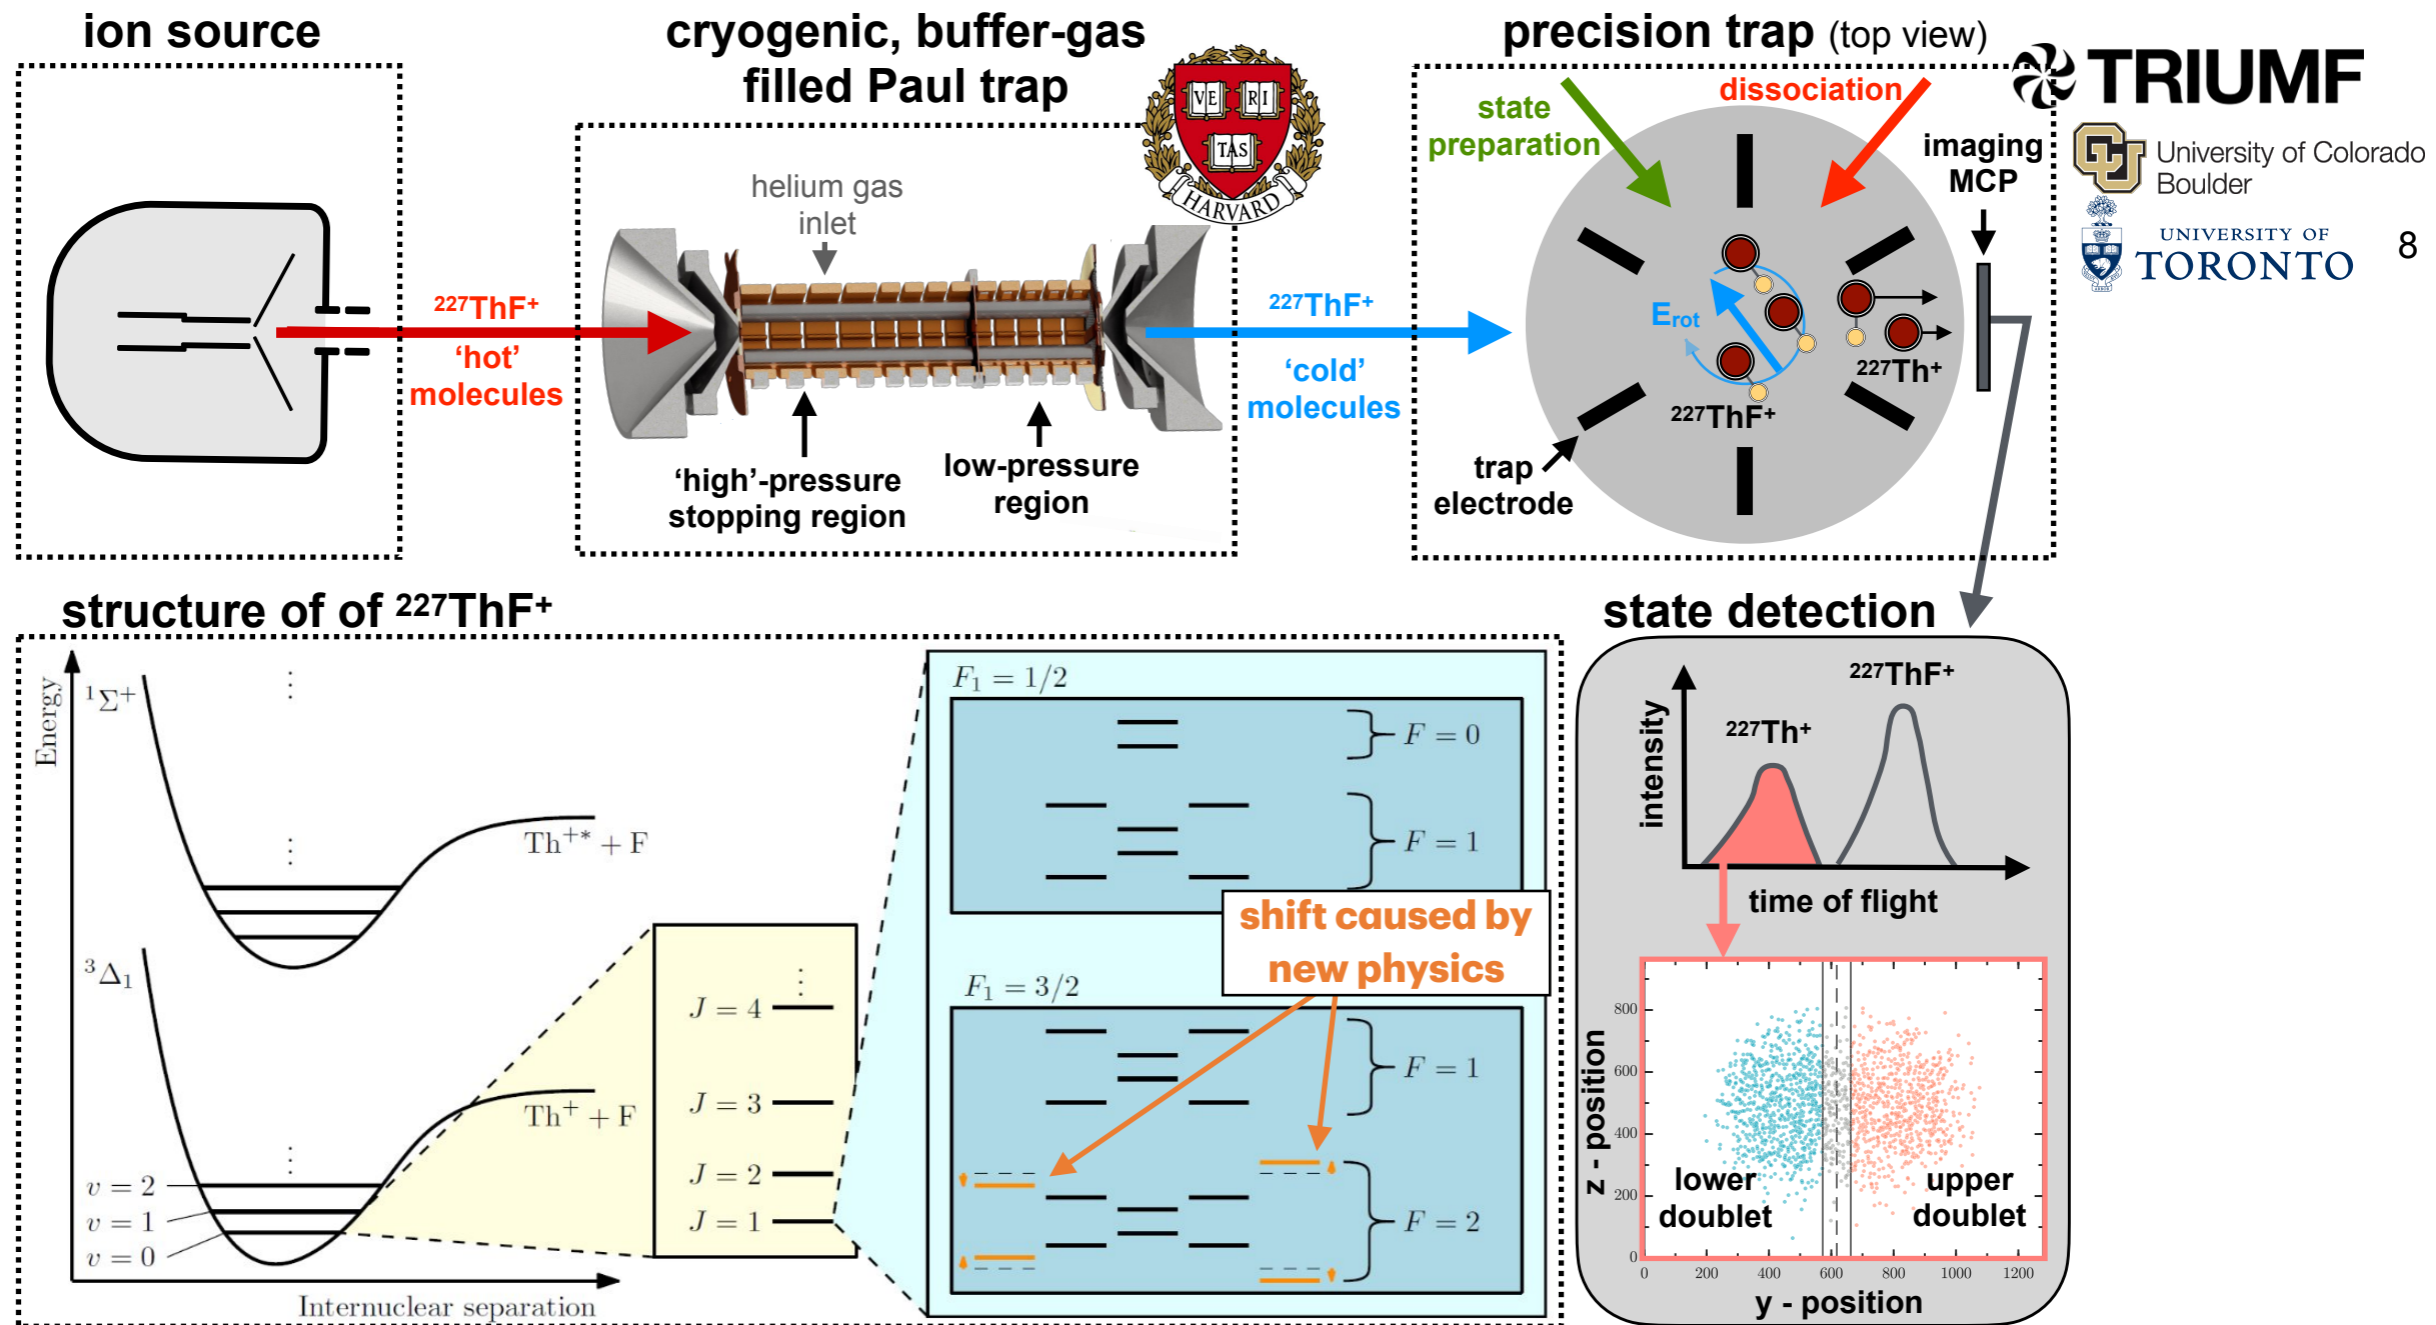 ion source
cryogenic, buffer-gas
filled Paul trap
precision trap (top view)
VE RI
TAS
HARVARD
TRIUMF
University of Colorado
Boulder
UNIVERSITY OF
TORONTO
8
helium gas
inlet
²²⁷ThF⁺
‘hot’
molecules
‘high’-pressure
stopping region
low-pressure
region
²²⁷ThF⁺
‘cold’
molecules
state
preparation
dissociation
imaging
MCP
Erot
²²⁷Th⁺
²²⁷ThF⁺
trap
electrode
structure of of ²²⁷ThF⁺
Energy
¹Σ⁺
Th⁺* + F
³Δ₁
Th⁺ + F
v = 2
v = 1
v = 0
Internuclear separation
J = 4
J = 3
J = 2
J = 1
F₁ = 1/2
F = 0
F = 1
shift caused by
new physics
F₁ = 3/2
F = 1
F = 2
state detection
²²⁷ThF⁺
²²⁷Th⁺
intensity
time of flight
z - position
800
600
400
200
0
lower
doublet
upper
doublet
0 200 400 600 800 1000 1200
y - position